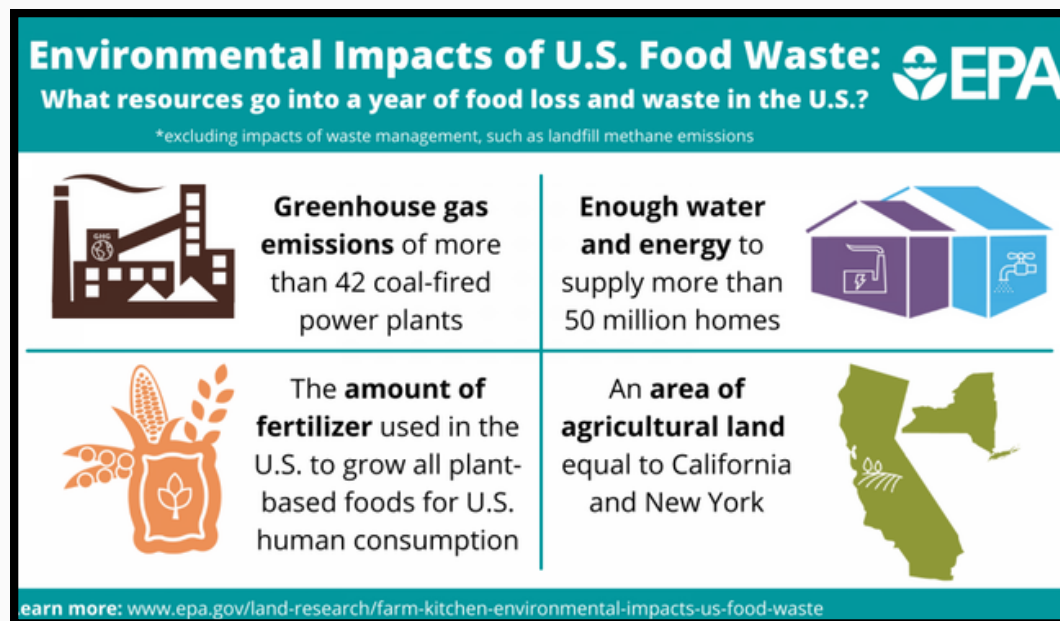 Environmental Impacts of U.S. Food Waste:
What resources go into a year of food loss and waste in the U.S.?
EPA
*excluding impacts of waste management, such as landfill methane emissions
GHG
Greenhouse gas
emissions of more
than 42 coal-fired
power plants
Enough water
and energy to
supply more than
50 million homes
The amount of
fertilizer used in the
U.S. to grow all plant-
based foods for U.S.
human consumption
An area of
agricultural land
equal to California
and New York
earn more: www.epa.gov/land-research/farm-kitchen-environmental-impacts-us-food-waste